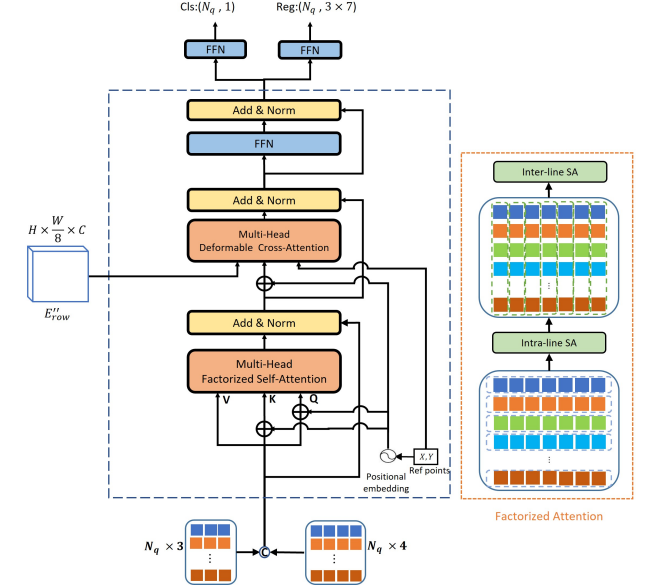 Cls:(N_q , 1)
Reg:(N_q , 3 × 7)
FFN
FFN
Add & Norm
FFN
Add & Norm
Multi-Head
Deformable Cross-Attention
H × W/8 × C
E''_row
Add & Norm
Multi-Head
Factorized Self-Attention
V
K
Q
X,Y
Ref points
Positional
embedding
N_q × 3
⋮
C
⋮
N_q × 4
Inter-line SA
⋮
Intra-line SA
⋮
Factorized Attention